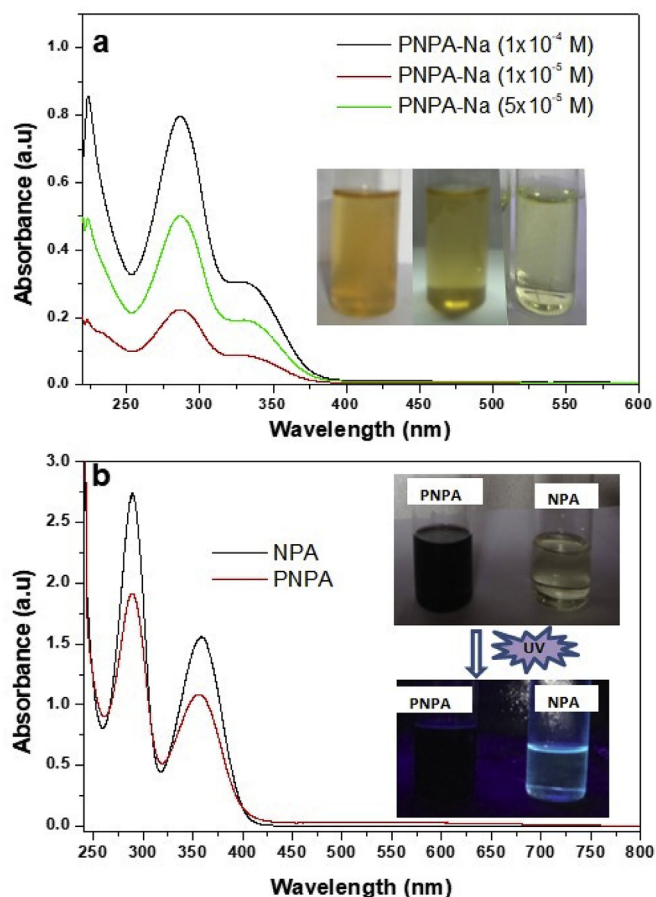 a
PNPA-Na (1x10⁻⁴ M)
PNPA-Na (1x10⁻⁵ M)
PNPA-Na (5x10⁻⁵ M)
1.0
0.8
0.6
0.4
0.2
0.0
Absorbance (a.u)
250 300 350 400 450 500 550 600
Wavelength (nm)
b
NPA
PNPA
PNPA NPA
UV
PNPA NPA
3.0
2.5
2.0
1.5
1.0
0.5
0.0
Absorbance (a.u)
250 300 350 400 450 500 550 600 650 700 750 800
Wavelength (nm)